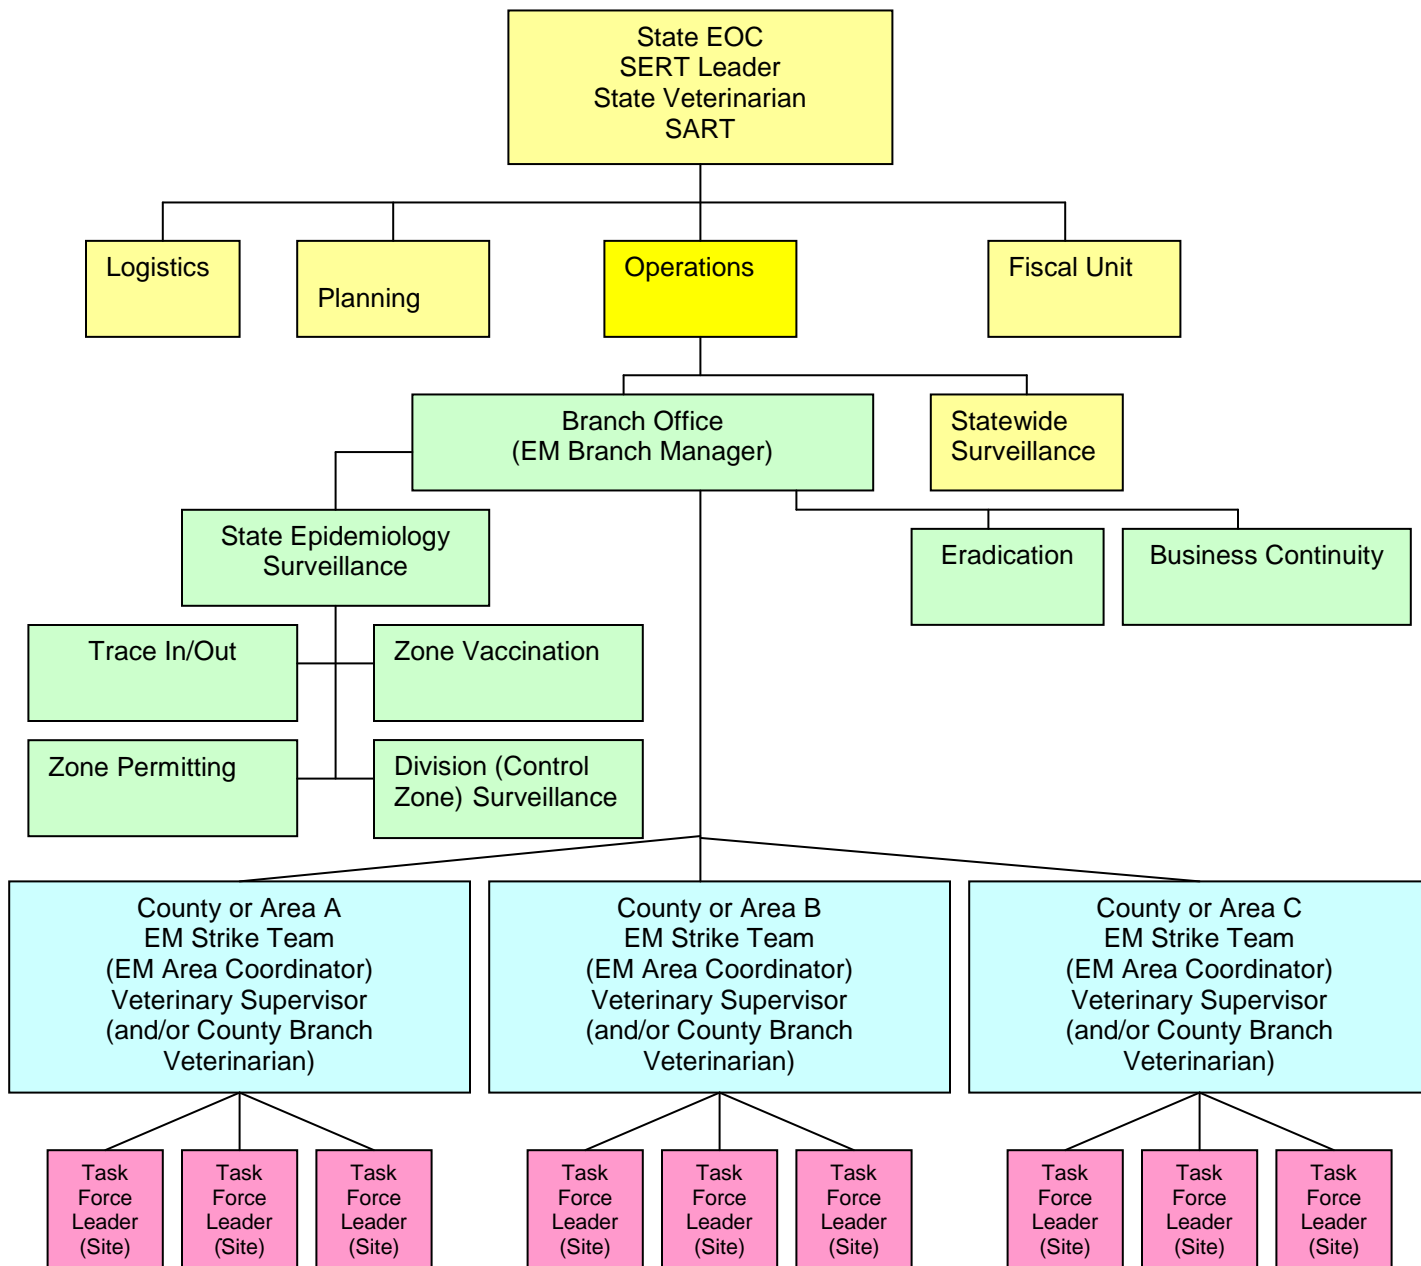 State EOC
SERT Leader
State Veterinarian
SART
Logistics
Planning
Operations
Fiscal Unit
Branch Office
(EM Branch Manager)
Statewide
Surveillance
State Epidemiology
Surveillance
Eradication
Business Continuity
Trace In/Out
Zone Vaccination
Zone Permitting
Division (Control
Zone) Surveillance
County or Area A
EM Strike Team
(EM Area Coordinator)
Veterinary Supervisor
(and/or County Branch
Veterinarian)
County or Area B
EM Strike Team
(EM Area Coordinator)
Veterinary Supervisor
(and/or County Branch
Veterinarian)
County or Area C
EM Strike Team
(EM Area Coordinator)
Veterinary Supervisor
(and/or County Branch
Veterinarian)
Task
Force
Leader
(Site)
Task
Force
Leader
(Site)
Task
Force
Leader
(Site)
Task
Force
Leader
(Site)
Task
Force
Leader
(Site)
Task
Force
Leader
(Site)
Task
Force
Leader
(Site)
Task
Force
Leader
(Site)
Task
Force
Leader
(Site)